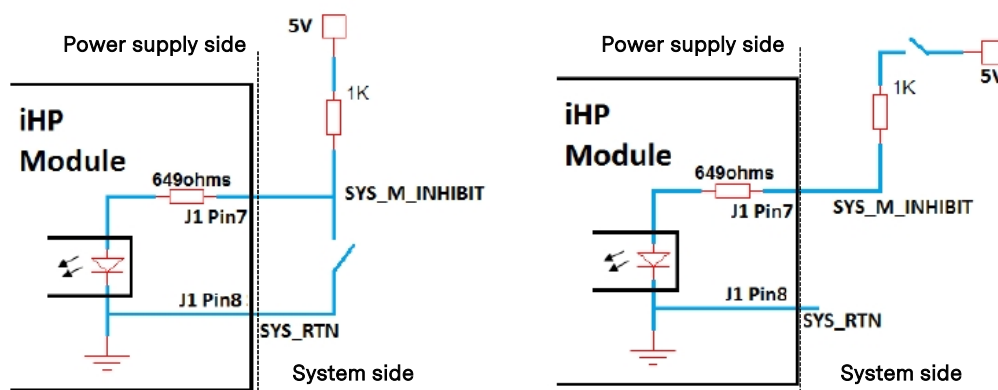 5V
Power supply side
1K
iHP
Module
649ohms
SYS_M_INHIBIT
J1 Pin7
J1 Pin8
SYS_RTN
System side
Power supply side
5V
1K
iHP
Module
649ohms
J1 Pin7
SYS_M_INHIBIT
J1 Pin8
SYS_RTN
System side